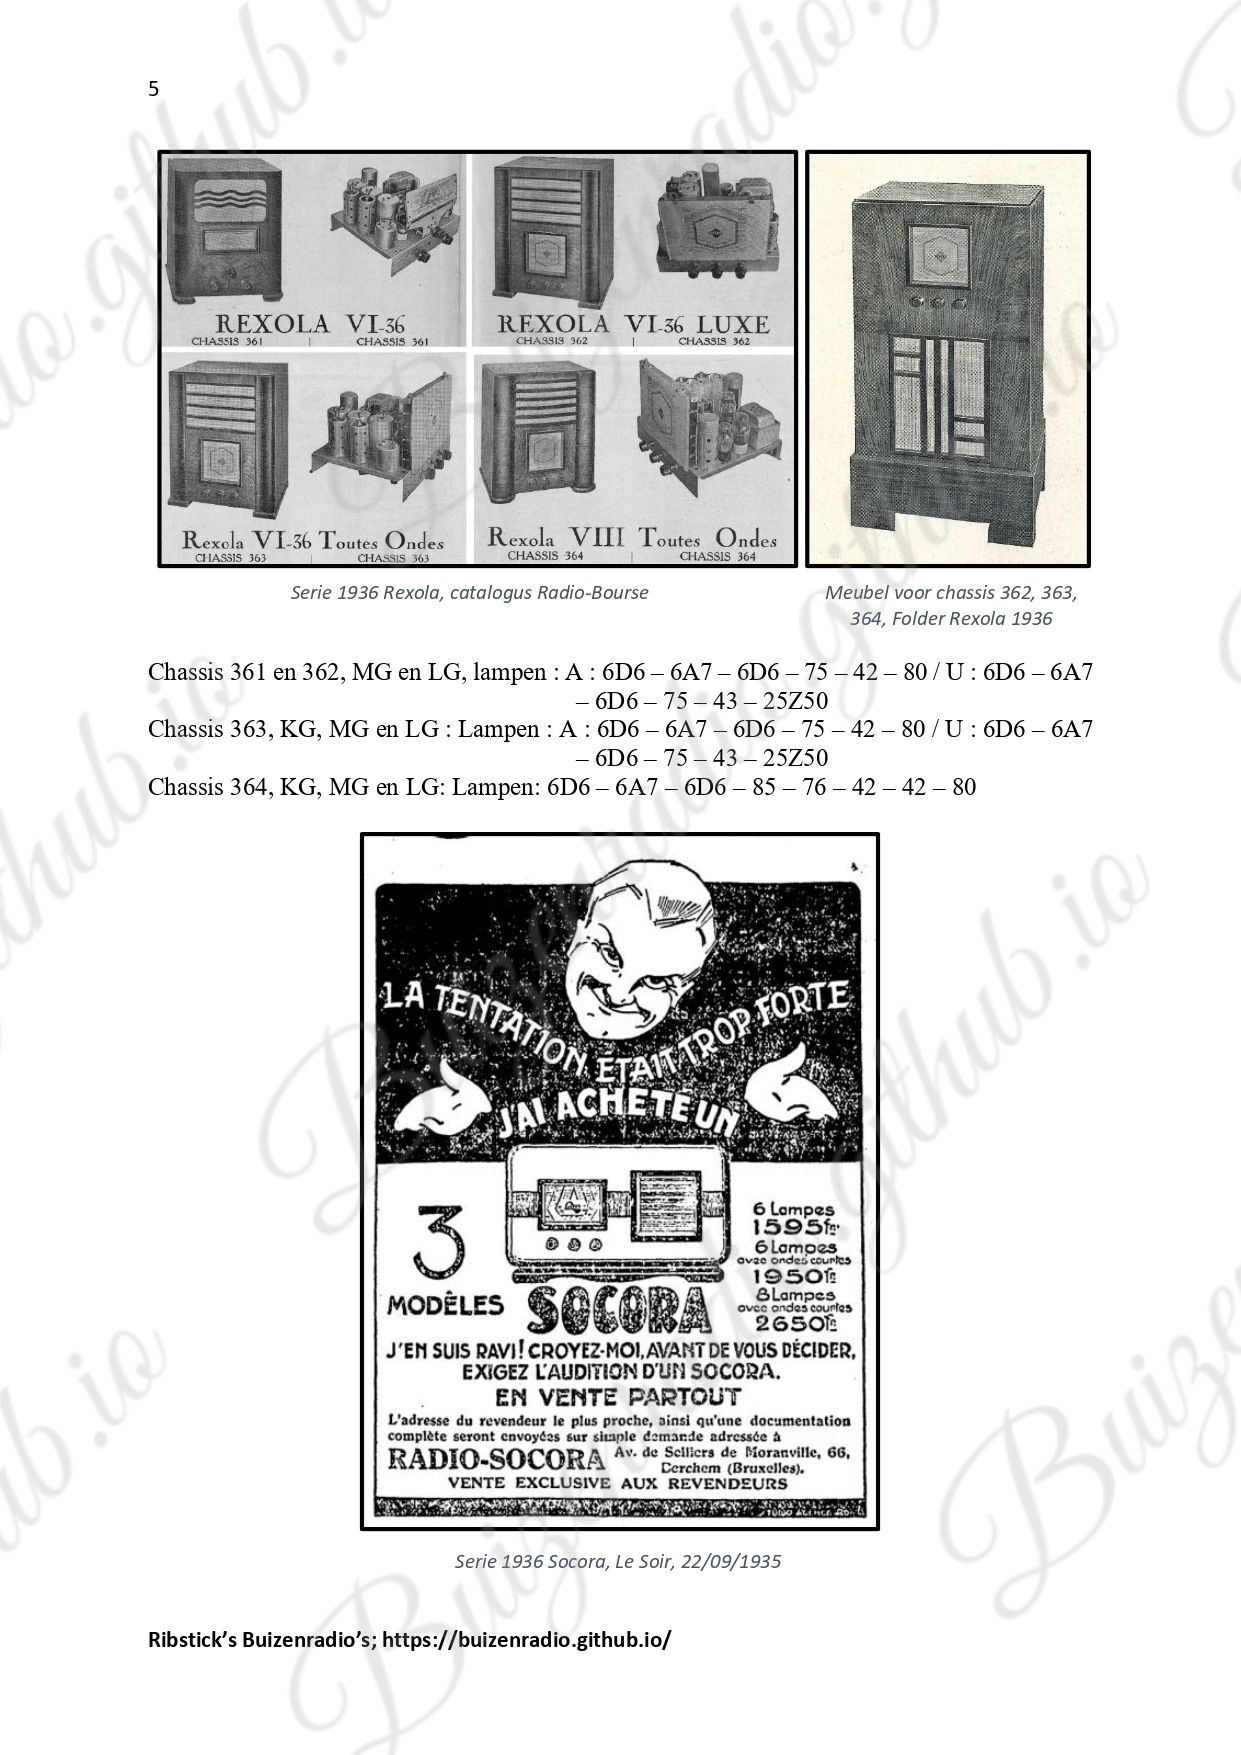 5
REXOLA VI-36
CHASSIS 361 | CHASSIS 361
REXOLA VI-36 LUXE
CHASSIS 362 | CHASSIS 362
Rexola VI-36 Toutes Ondes
CHASSIS 363 CHASSIS 363
Rexola VIII Toutes Ondes
CHASSIS 364 CHASSIS 364
Serie 1936 Rexola, catalogus Radio-Bourse
Meubel voor chassis 362, 363,
364, Folder Rexola 1936
Chassis 361 en 362, MG en LG, lampen : A : 6D6 – 6A7 – 6D6 – 75 – 42 – 80 / U : 6D6 – 6A7
– 6D6 – 75 – 43 – 25Z50
Chassis 363, KG, MG en LG : Lampen : A : 6D6 – 6A7 – 6D6 – 75 – 42 – 80 / U : 6D6 – 6A7
– 6D6 – 75 – 43 – 25Z50
Chassis 364, KG, MG en LG: Lampen: 6D6 – 6A7 – 6D6 – 85 – 76 – 42 – 42 – 80
LA TENTATION ÉTAIT TROP FORTE
J'AI ACHETE UN
3
MODÈLES
SOCORA
6 Lampes
1595fr.
6 Lampes
avec ondes courtes
1950fr
8 Lampes
avec ondes courtes
2650fr
J'EN SUIS RAVI! CROYEZ-MOI, AVANT DE VOUS DÉCIDER,
EXIGEZ L'AUDITION D'UN SOCORA.
EN VENTE PARTOUT
L'adresse du revendeur le plus proche, ainsi qu'une documentation
complète seront envoyées sur simple demande adressée à
RADIO-SOCORA Av. de Selliers de Moranville, 66,
Berchem (Bruxelles).
VENTE EXCLUSIVE AUX REVENDEURS
Serie 1936 Socora, Le Soir, 22/09/1935
Ribstick’s Buizenradio’s; https://buizenradio.github.io/
Buizenradio.github.io